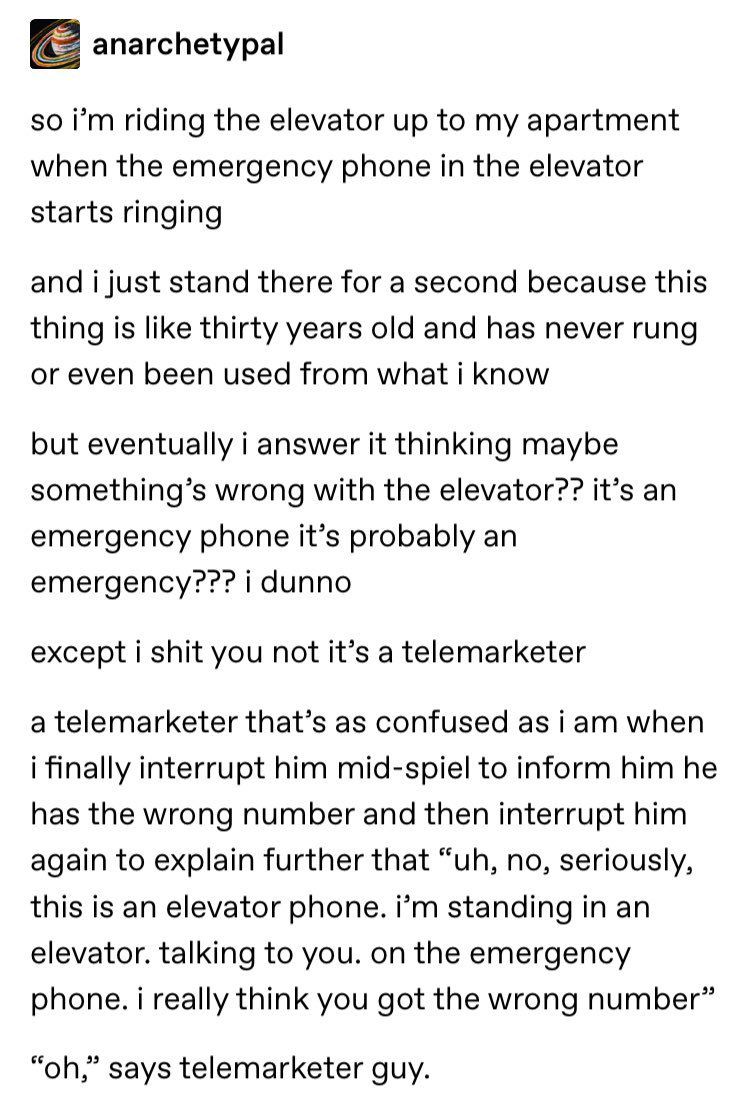 anarchetypal
so i’m riding the elevator up to my apartment
when the emergency phone in the elevator
starts ringing
and i just stand there for a second because this
thing is like thirty years old and has never rung
or even been used from what i know
but eventually i answer it thinking maybe
something’s wrong with the elevator?? it’s an
emergency phone it’s probably an
emergency??? i dunno
except i shit you not it’s a telemarketer
a telemarketer that’s as confused as i am when
i finally interrupt him mid-spiel to inform him he
has the wrong number and then interrupt him
again to explain further that “uh, no, seriously,
this is an elevator phone. i’m standing in an
elevator. talking to you. on the emergency
phone. i really think you got the wrong number”
“oh,” says telemarketer guy.